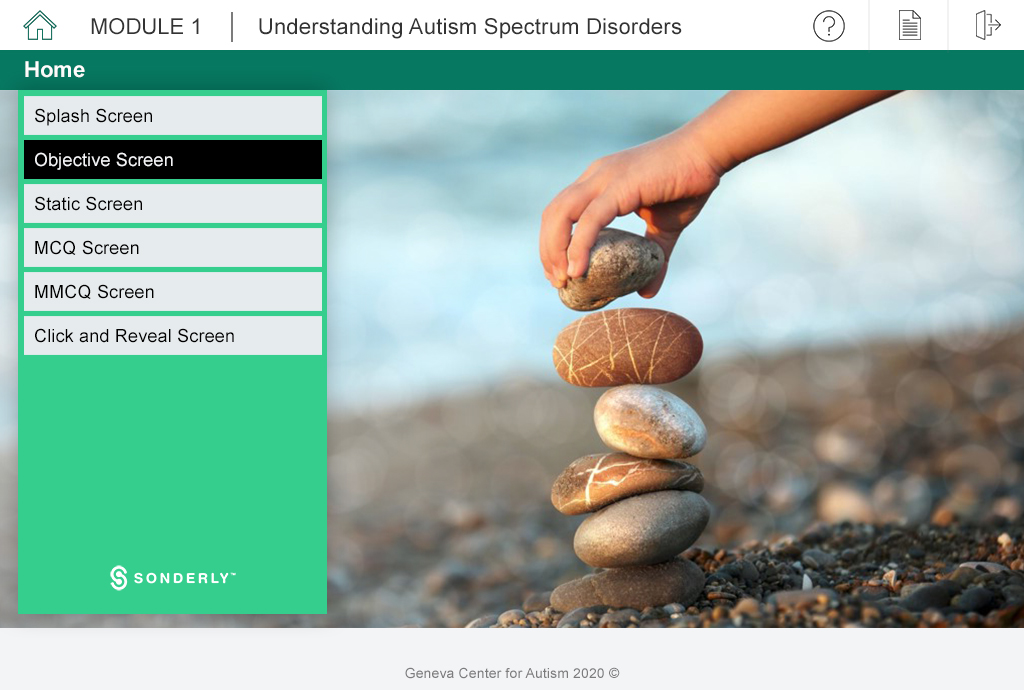 MODULE 1 | Understanding Autism Spectrum Disorders
?
Home
Splash Screen
Objective Screen
Static Screen
MCQ Screen
MMCQ Screen
Click and Reveal Screen
SONDERLY™
Geneva Center for Autism 2020 ©